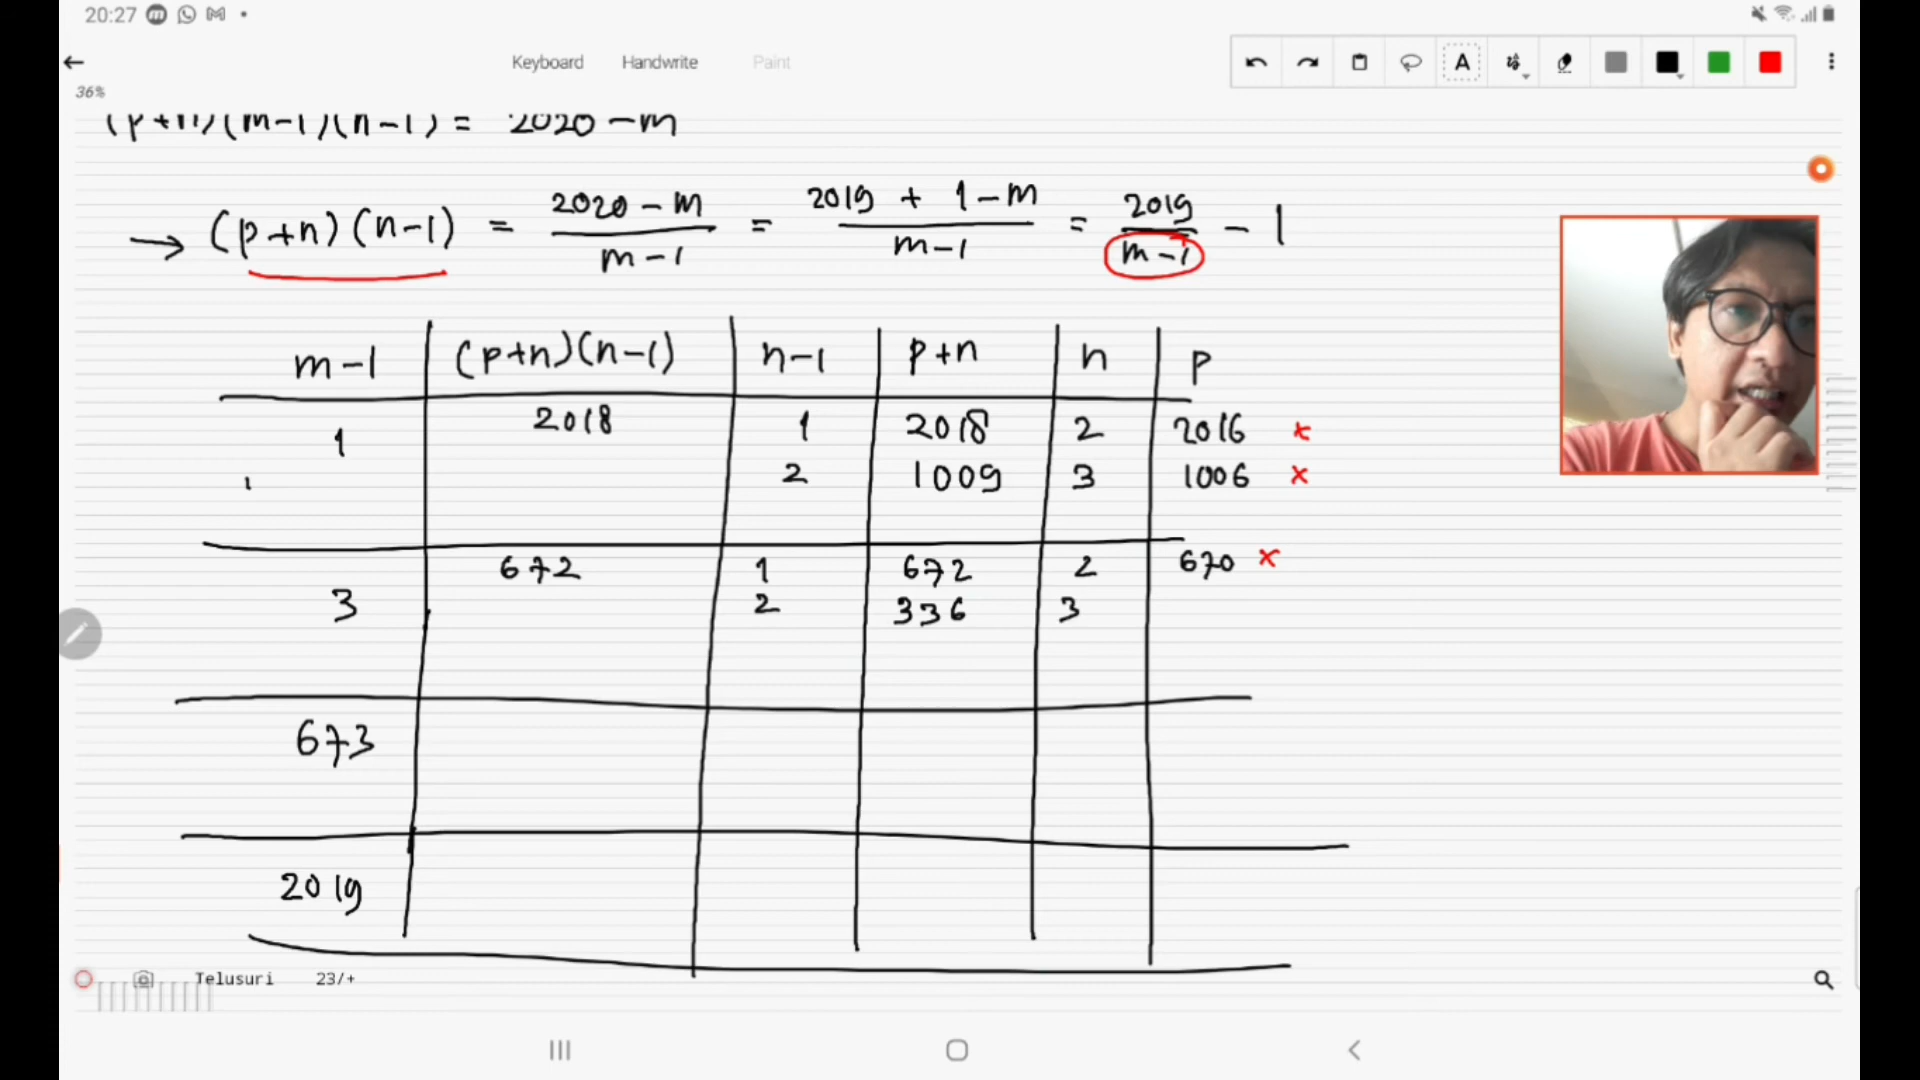 20:27
Keyboard Handwrite Paint
A
36%
(p+n)(m-1)(n-1) = 2020 - m
→ (p+n)(n-1) = (2020 - m)/(m-1) = (2019 + 1 - m)/(m-1) = 2019/(m-1) - 1
m-1 (p+n)(n-1) n-1 p+n n p
1 2018 1 2018 2 2016 x
2 1009 3 1006 x
3 672 1 672 2 670 x
2 336 3
673
2019
Telusuri 23/+